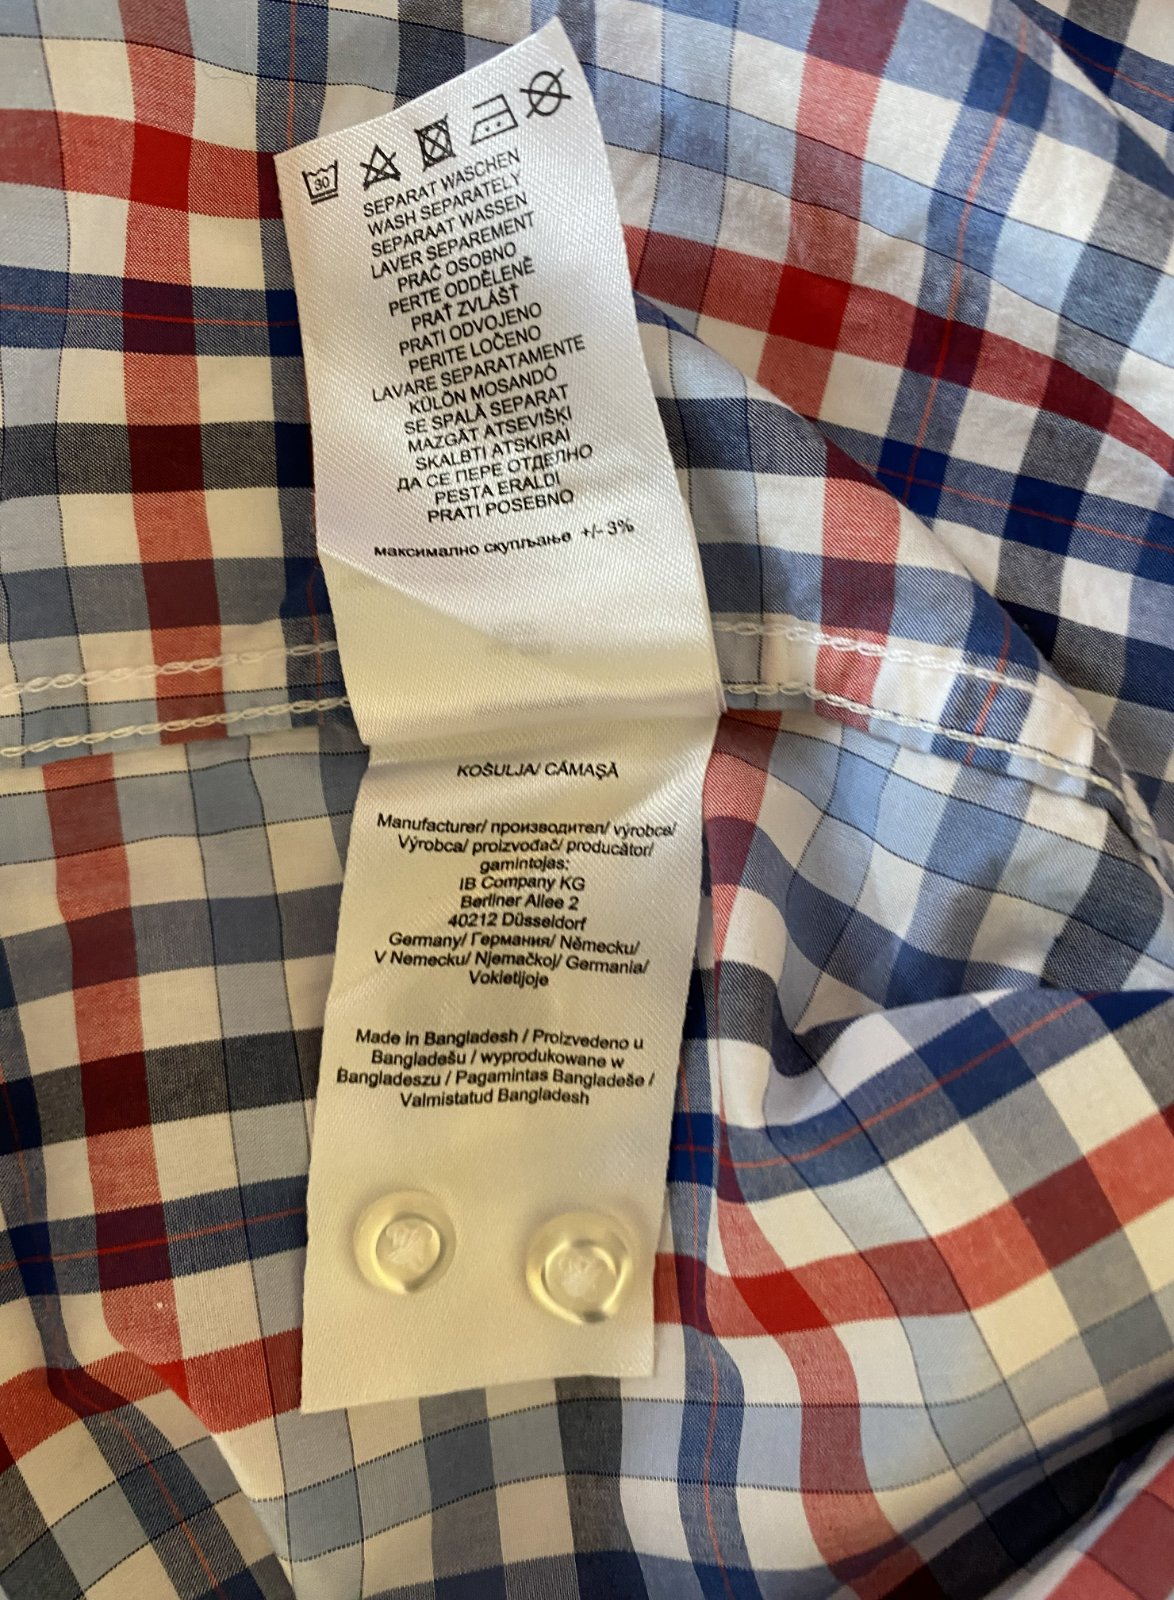 30
SEPARAT WASCHEN
WASH SEPARATELY
SEPARAAT WASSEN
LAVER SEPAREMENT
PRAĆ OSOBNO
PERTE ODDĚLENĚ
PRAŤ ZVLÁŠŤ
PRATI ODVOJENO
PERITE LOČENO
LAVARE SEPARATAMENTE
KÜLÖN MOSANDÓ
SE SPALĂ SEPARAT
MAZGĀT ATSEVIŠĶI
SKALBTI ATSKIRAI
ДА СЕ ПЕРЕ ОТДЕЛНО
PESTA ERALDI
PRATI POSEBNO
максимално скупљање +/- 3%
KOŠULJA/ CĂMAŞĂ
Manufacturer/ производител/ výrobce/
Výrobca/ proizvođač/ producător/
gamintojas:
IB Company KG
Berliner Allee 2
40212 Düsseldorf
Germany/ Германия/ Německu/
V Nemecku/ Njemačkoj/ Germania/
Vokietijoje
Made in Bangladesh / Proizvedeno u
Bangladešu / wyprodukowane w
Bangladeszu / Pagamintas Bangladeše /
Valmistatud Bangladesh